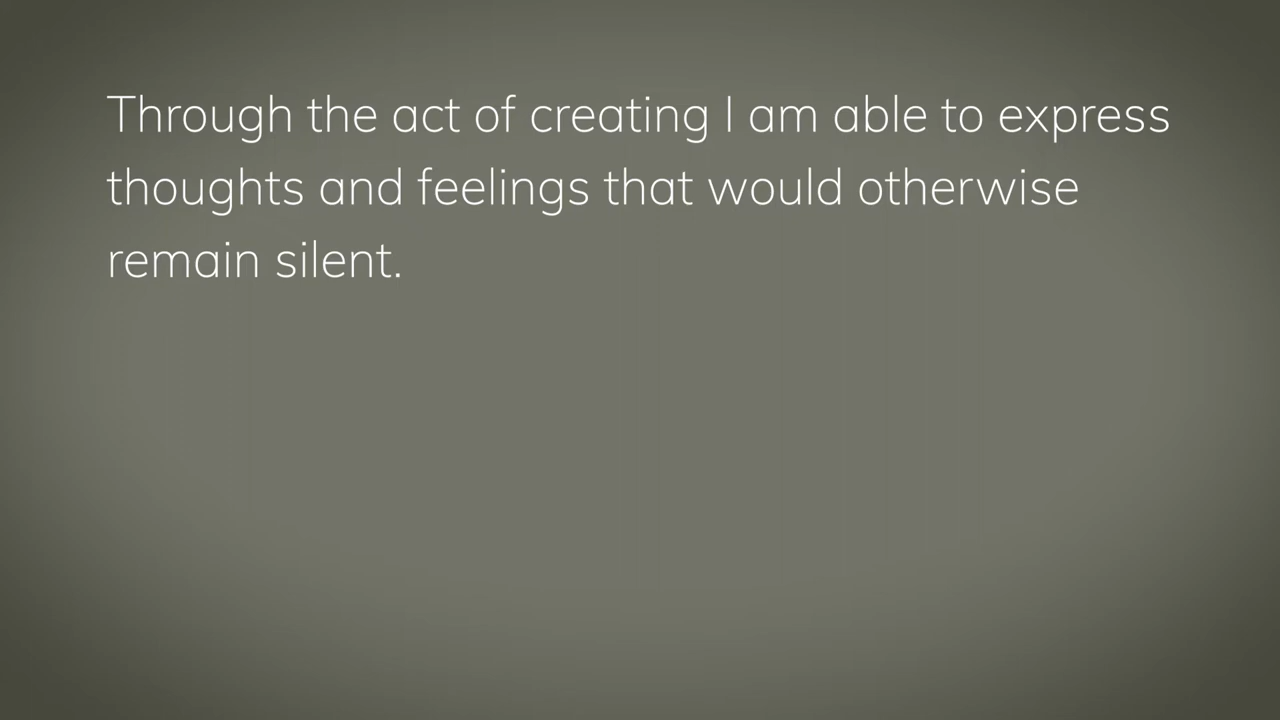 Through the act of creating I am able to express
thoughts and feelings that would otherwise
remain silent.